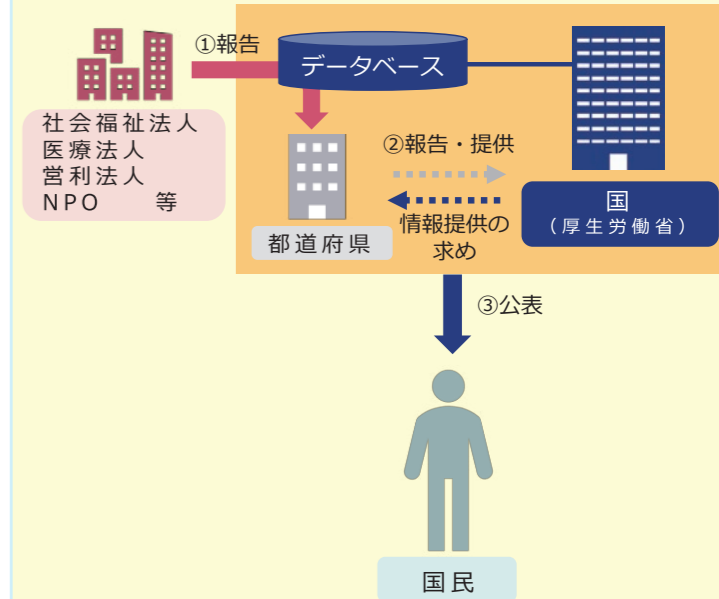 ①報告
データベース
社会福祉法人
医療法人
営利法人
NPO　等
②報告・提供
情報提供の
求め
都道府県
国
(厚生労働省)
③公表
国民